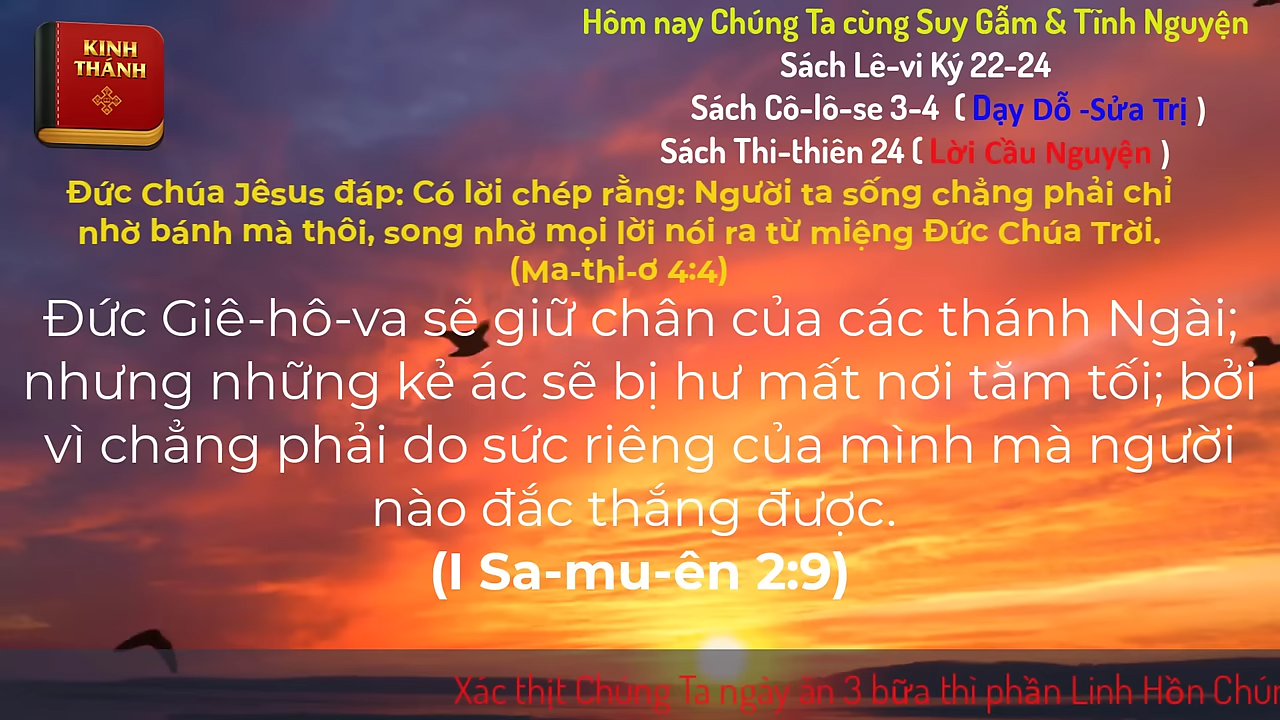 KINH
THÁNH
Hôm nay Chúng Ta cùng Suy Gẫm & Tĩnh Nguyện
Sách Lê-vi Ký 22-24
Sách Cô-lô-se 3-4 ( Dạy Dỗ -Sửa Trị )
Sách Thi-thiên 24 ( Lời Cầu Nguyện )
Đức Chúa Jêsus đáp: Có lời chép rằng: Người ta sống chẳng phải chỉ
nhờ bánh mà thôi, song nhờ mọi lời nói ra từ miệng Đức Chúa Trời.
(Ma-thi-ơ 4:4)
Đức Giê-hô-va sẽ giữ chân của các thánh Ngài;
nhưng những kẻ ác sẽ bị hư mất nơi tăm tối; bởi
vì chẳng phải do sức riêng của mình mà người
nào đắc thắng được.
(I Sa-mu-ên 2:9)
Xác thịt Chúng Ta ngày ăn 3 bữa thì phần Linh Hồn